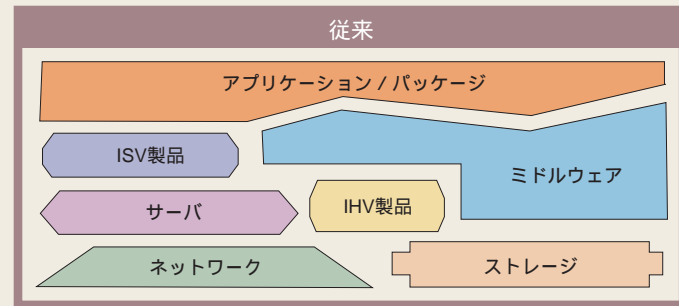 従来
アプリケーション / パッケージ
ISV製品
ミドルウェア
サーバ
IHV製品
ネットワーク
ストレージ